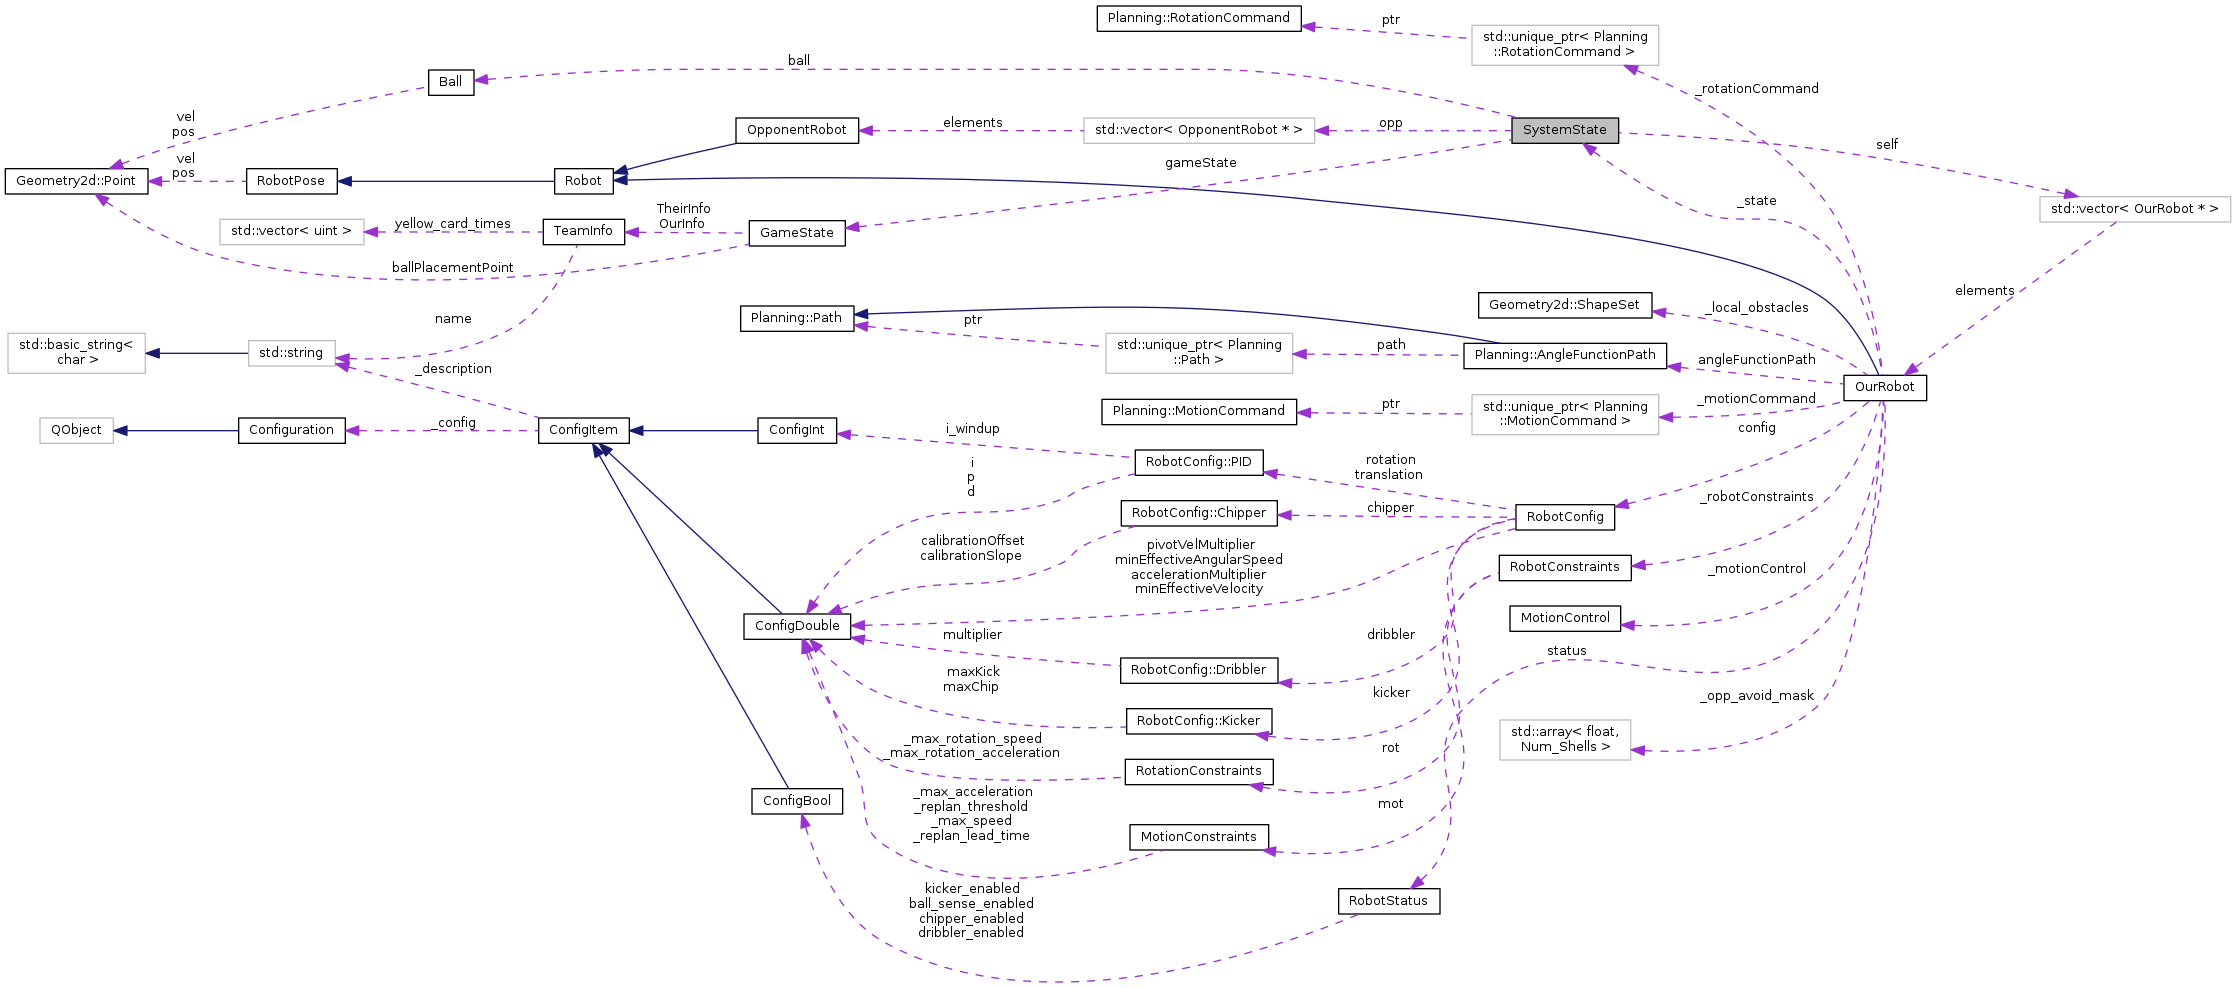 Planning::RotationCommand
ptr
std::unique_ptr< Planning
::RotationCommand >
ball
Ball
_rotationCommand
vel
pos
OpponentRobot
elements
std::vector< OpponentRobot * >
opp
SystemState
self
gameState
vel
pos
Geometry2d::Point
RobotPose
Robot
_state
std::vector< OurRobot * >
TheirInfo
OurInfo
yellow_card_times
std::vector< uint >
TeamInfo
GameState
ballPlacementPoint
elements
Geometry2d::ShapeSet
_local_obstacles
Planning::Path
ptr
name
std::basic_string<
char >
std::string
std::unique_ptr< Planning
::Path >
path
Planning::AngleFunctionPath
angleFunctionPath
_description
OurRobot
_motionCommand
Planning::MotionCommand
ptr
std::unique_ptr< Planning
::MotionCommand >
QObject
Configuration
_config
ConfigItem
ConfigInt
i_windup
config
i
p
d
RobotConfig::PID
rotation
translation
_robotConstraints
RobotConfig::Chipper
chipper
RobotConfig
calibrationOffset
calibrationSlope
pivotVelMultiplier
minEffectiveAngularSpeed
accelerationMultiplier
minEffectiveVelocity
RobotConstraints
_motionControl
ConfigDouble
MotionControl
multiplier
dribbler
status
RobotConfig::Dribbler
maxKick
maxChip
kicker
_opp_avoid_mask
RobotConfig::Kicker
std::array< float,
Num_Shells >
_max_rotation_speed
_max_rotation_acceleration
rot
RotationConstraints
ConfigBool
_max_acceleration
_replan_threshold
_max_speed
_replan_lead_time
mot
MotionConstraints
kicker_enabled
ball_sense_enabled
chipper_enabled
dribbler_enabled
RobotStatus